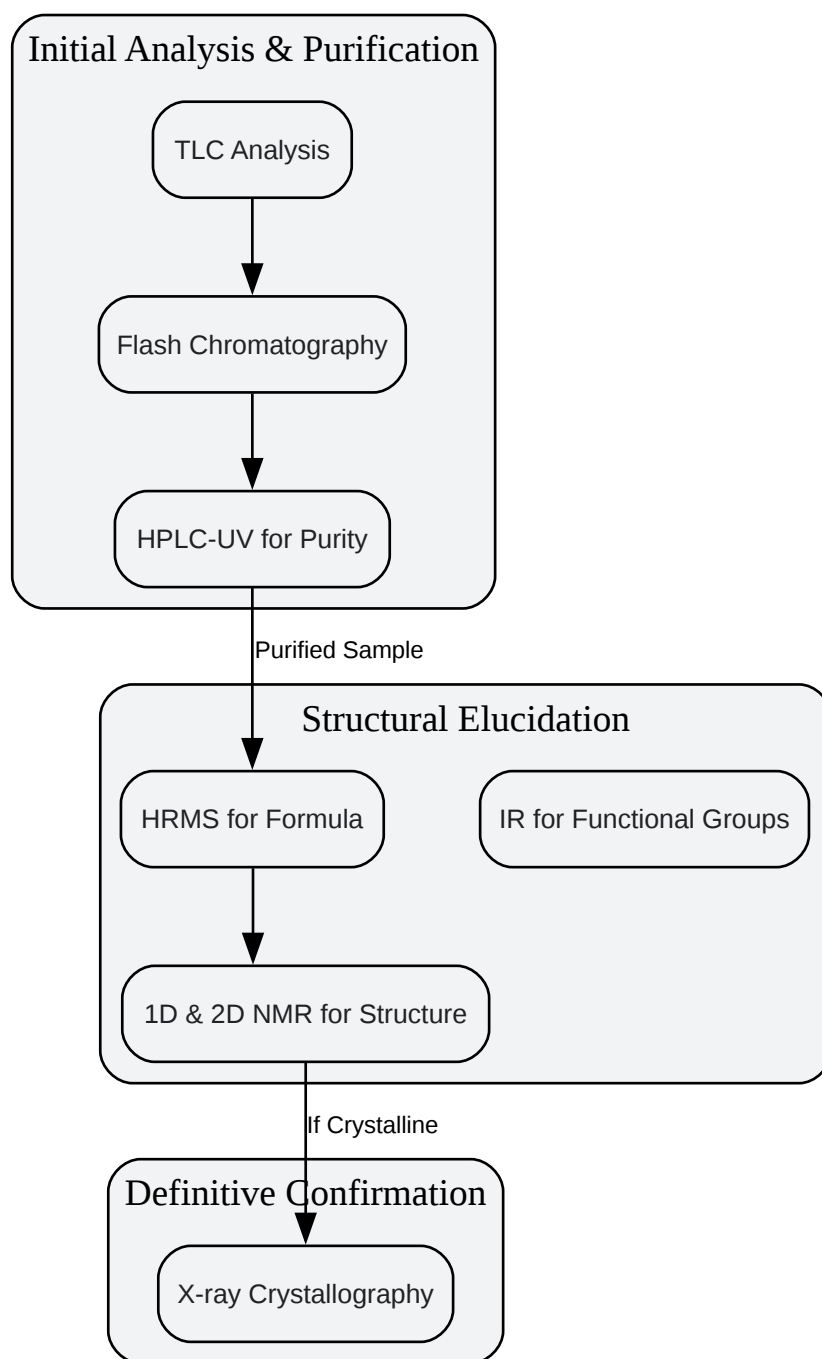 Initial Analysis & Purification
TLC Analysis
Flash Chromatography
HPLC-UV for Purity
Purified Sample
Structural Elucidation
HRMS for Formula
IR for Functional Groups
1D & 2D NMR for Structure
If Crystalline
Definitive Confirmation
X-ray Crystallography